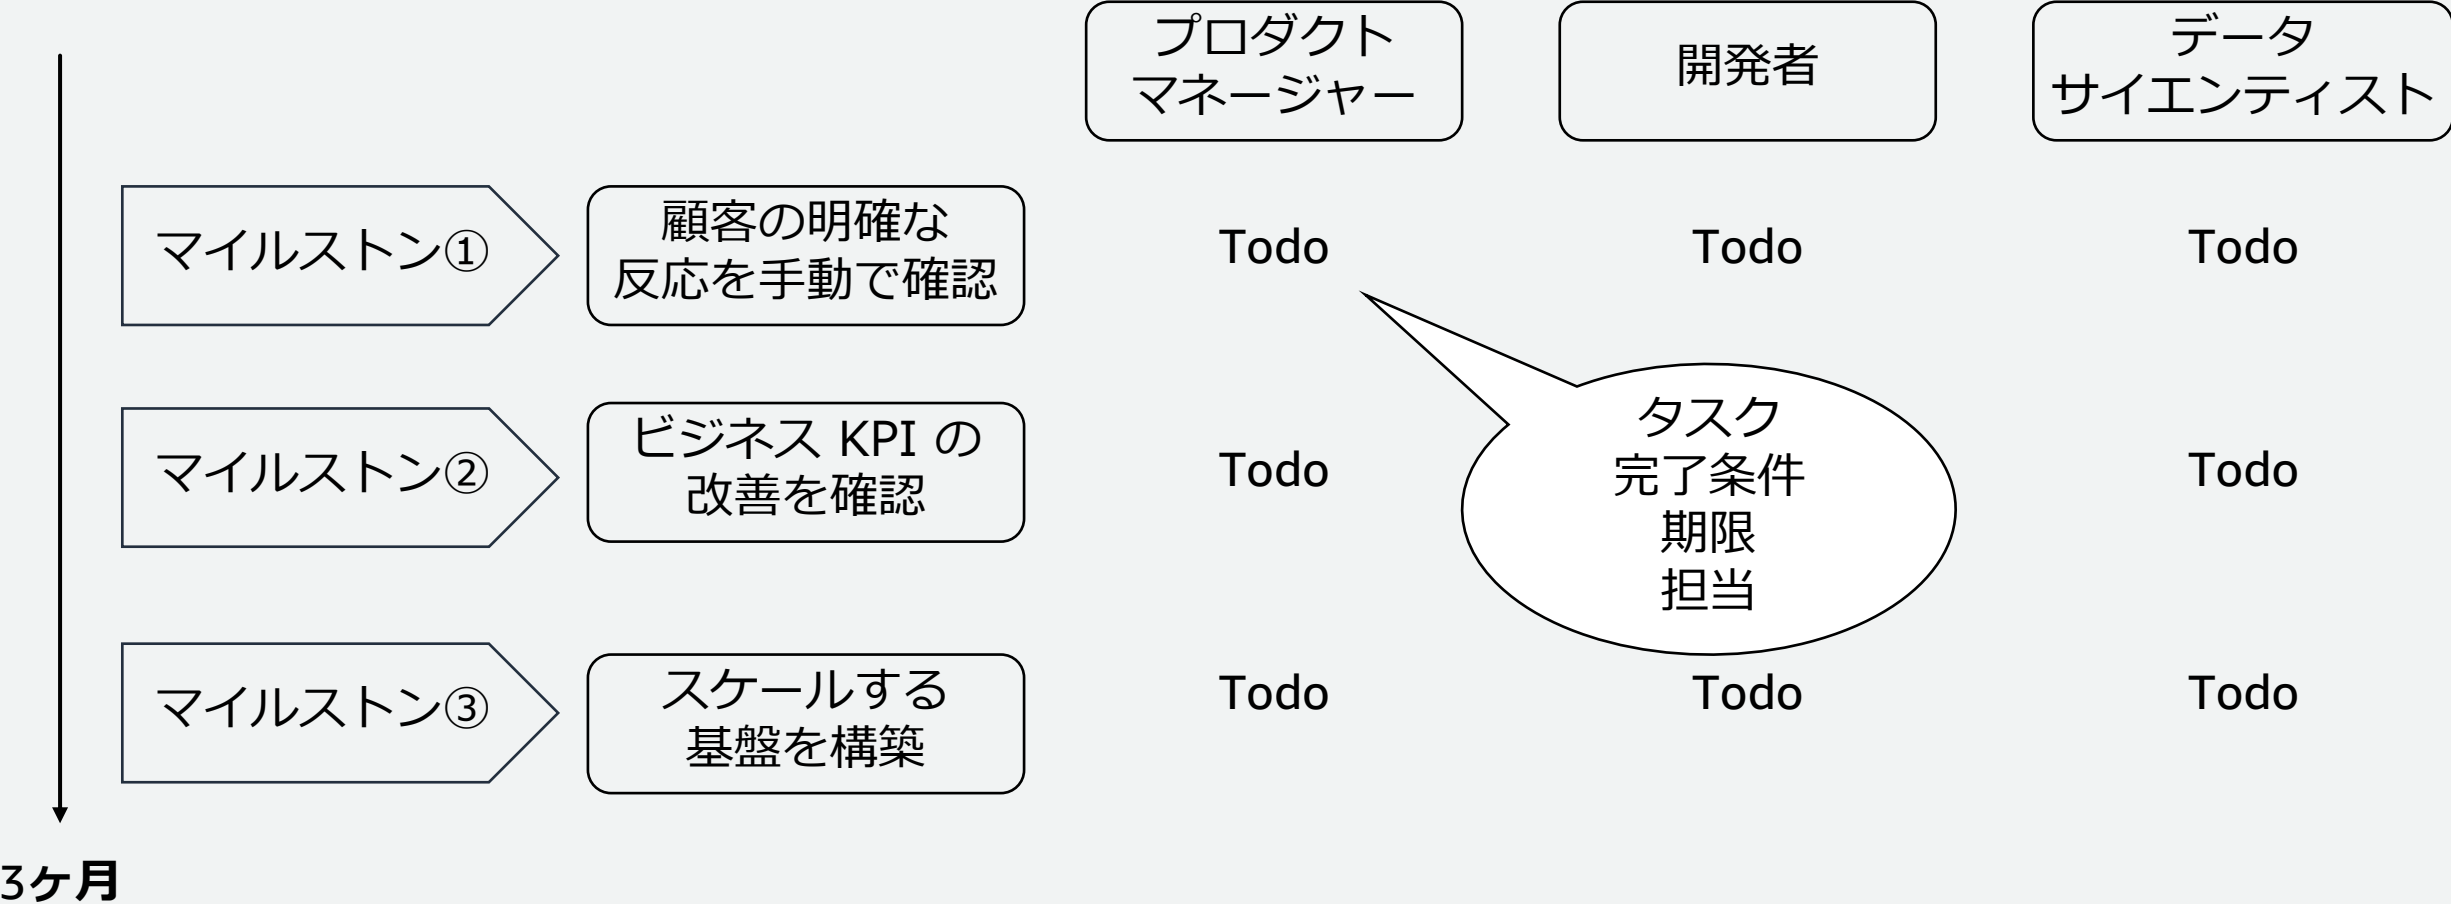 プロダクト
マネージャー
開発者
データ
サイエンティスト
マイルストン①
顧客の明確な
反応を手動で確認
Todo
Todo
Todo
マイルストン②
ビジネス KPI の
改善を確認
Todo
タスク
完了条件
期限
担当
Todo
マイルストン③
スケールする
基盤を構築
Todo
Todo
Todo
3ヶ月